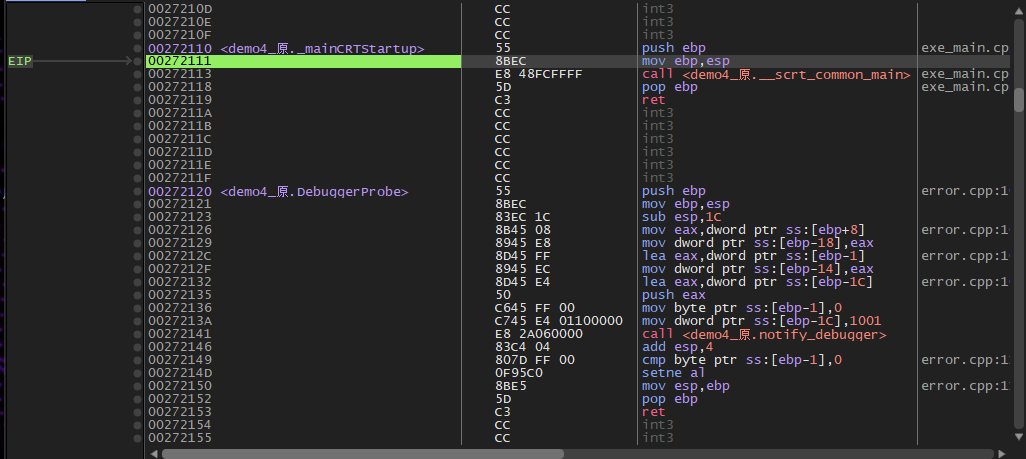 0027210D CC int3
0027210E CC int3
0027210F CC int3
00272110 <demo4_原._mainCRTStartup> 55 push ebp exe_main.cp
EIP 00272111 8BEC mov ebp,esp
00272113 E8 48FCFFFF call <demo4_原.__scrt_common_main> exe_main.cp
00272118 5D pop ebp exe_main.cp
00272119 C3 ret
0027211A CC int3
0027211B CC int3
0027211C CC int3
0027211D CC int3
0027211E CC int3
0027211F CC int3
00272120 <demo4_原.DebuggerProbe> 55 push ebp error.cpp:1
00272121 8BEC mov ebp,esp
00272123 83EC 1C sub esp,1C
00272126 8B45 08 mov eax,dword ptr ss:[ebp+8] error.cpp:1
00272129 8945 E8 mov dword ptr ss:[ebp-18],eax
0027212C 8D45 FF lea eax,dword ptr ss:[ebp-1] error.cpp:1
0027212F 8945 EC mov dword ptr ss:[ebp-14],eax
00272132 8D45 E4 lea eax,dword ptr ss:[ebp-1C] error.cpp:1
00272135 50 push eax
00272136 C645 FF 00 mov byte ptr ss:[ebp-1],0
0027213A C745 E4 01100000 mov dword ptr ss:[ebp-1C],1001
00272141 E8 2A060000 call <demo4_原.notify_debugger>
00272146 83C4 04 add esp,4
00272149 807D FF 00 cmp byte ptr ss:[ebp-1],0 error.cpp:1
0027214D 0F95C0 setne al
00272150 8BE5 mov esp,ebp error.cpp:1
00272152 5D pop ebp
00272153 C3 ret
00272154 CC int3
00272155 CC int3